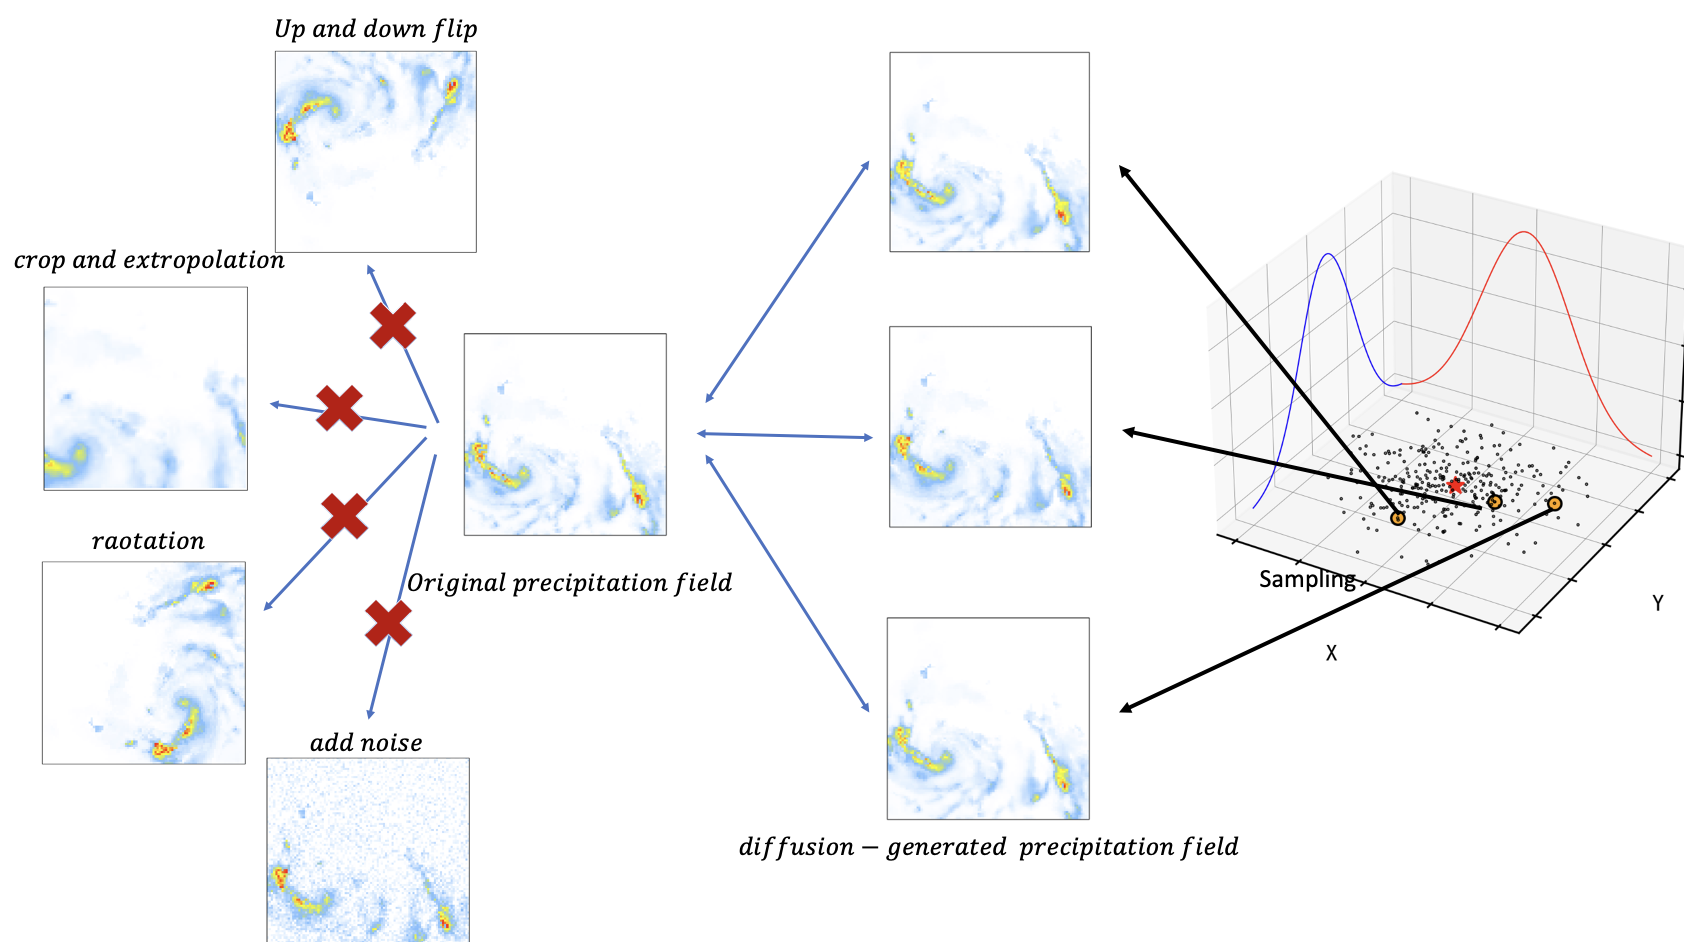 Up and down flip
crop and extropolation
raotation
Original precipitation field
add noise
diffusion – generated precipitation field
Sampling
X
Y